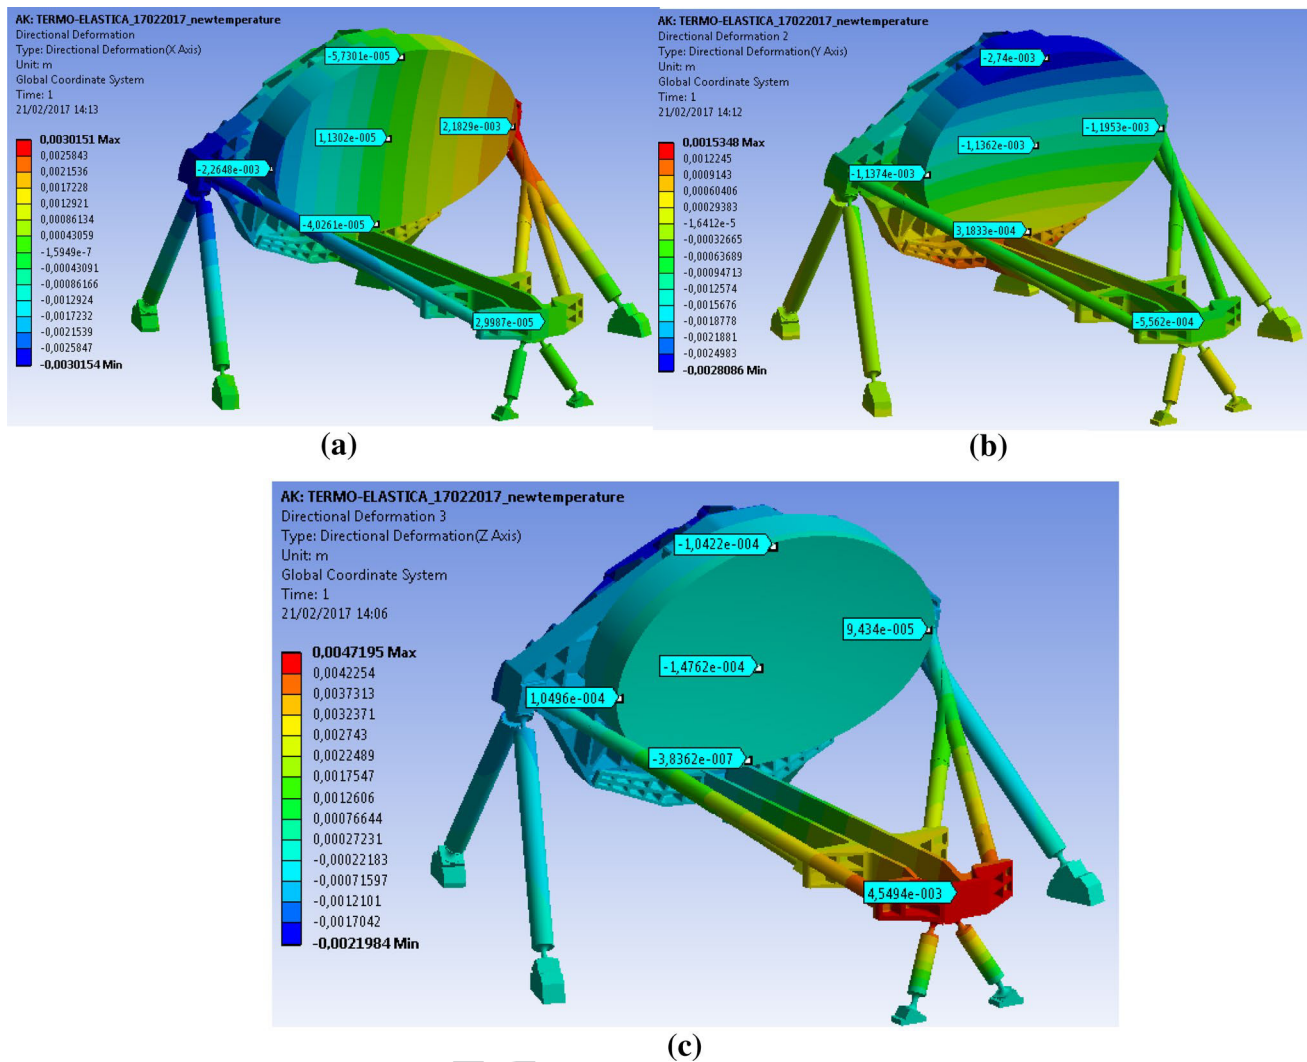 AK: TERMO-ELASTICA_17022017_newtemperature
Directional Deformation
Type: Directional Deformation(X Axis)
Unit: m
Global Coordinate System
Time: 1
21/02/2017 14:13
0,0030151 Max
0,0025843
0,0021536
0,0017228
0,0012921
0,00086134
0,00043059
-1,5949e-7
-0,00043091
-0,00086166
-0,0012924
-0,0017232
-0,0021539
-0,0025847
-0,0030154 Min
-5,7301e-005
1,1302e-005
2,1829e-003
-2,2648e-003
-4,0261e-005
2,9987e-005
(a)
AK: TERMO-ELASTICA_17022017_newtemperature
Directional Deformation 2
Type: Directional Deformation(Y Axis)
Unit: m
Global Coordinate System
Time: 1
21/02/2017 14:12
0,0015348 Max
0,0012245
0,0009143
0,00060406
0,00029383
-1,6412e-5
-0,00032665
-0,00063689
-0,00094713
-0,0012574
-0,0015676
-0,0018778
-0,0021881
-0,0024983
-0,0028086 Min
-2,74e-003
-1,1953e-003
-1,1362e-003
-1,1374e-003
3,1833e-004
-5,562e-004
(b)
AK: TERMO-ELASTICA_17022017_newtemperature
Directional Deformation 3
Type: Directional Deformation(Z Axis)
Unit: m
Global Coordinate System
Time: 1
21/02/2017 14:06
0,0047195 Max
0,0042254
0,0037313
0,0032371
0,002743
0,0022489
0,0017547
0,0012606
0,00076644
0,00027231
-0,00022183
-0,00071597
-0,0012101
-0,0017042
-0,0021984 Min
-1,0422e-004
9,434e-005
-1,4762e-004
1,0496e-004
-3,8362e-007
4,5494e-003
(c)